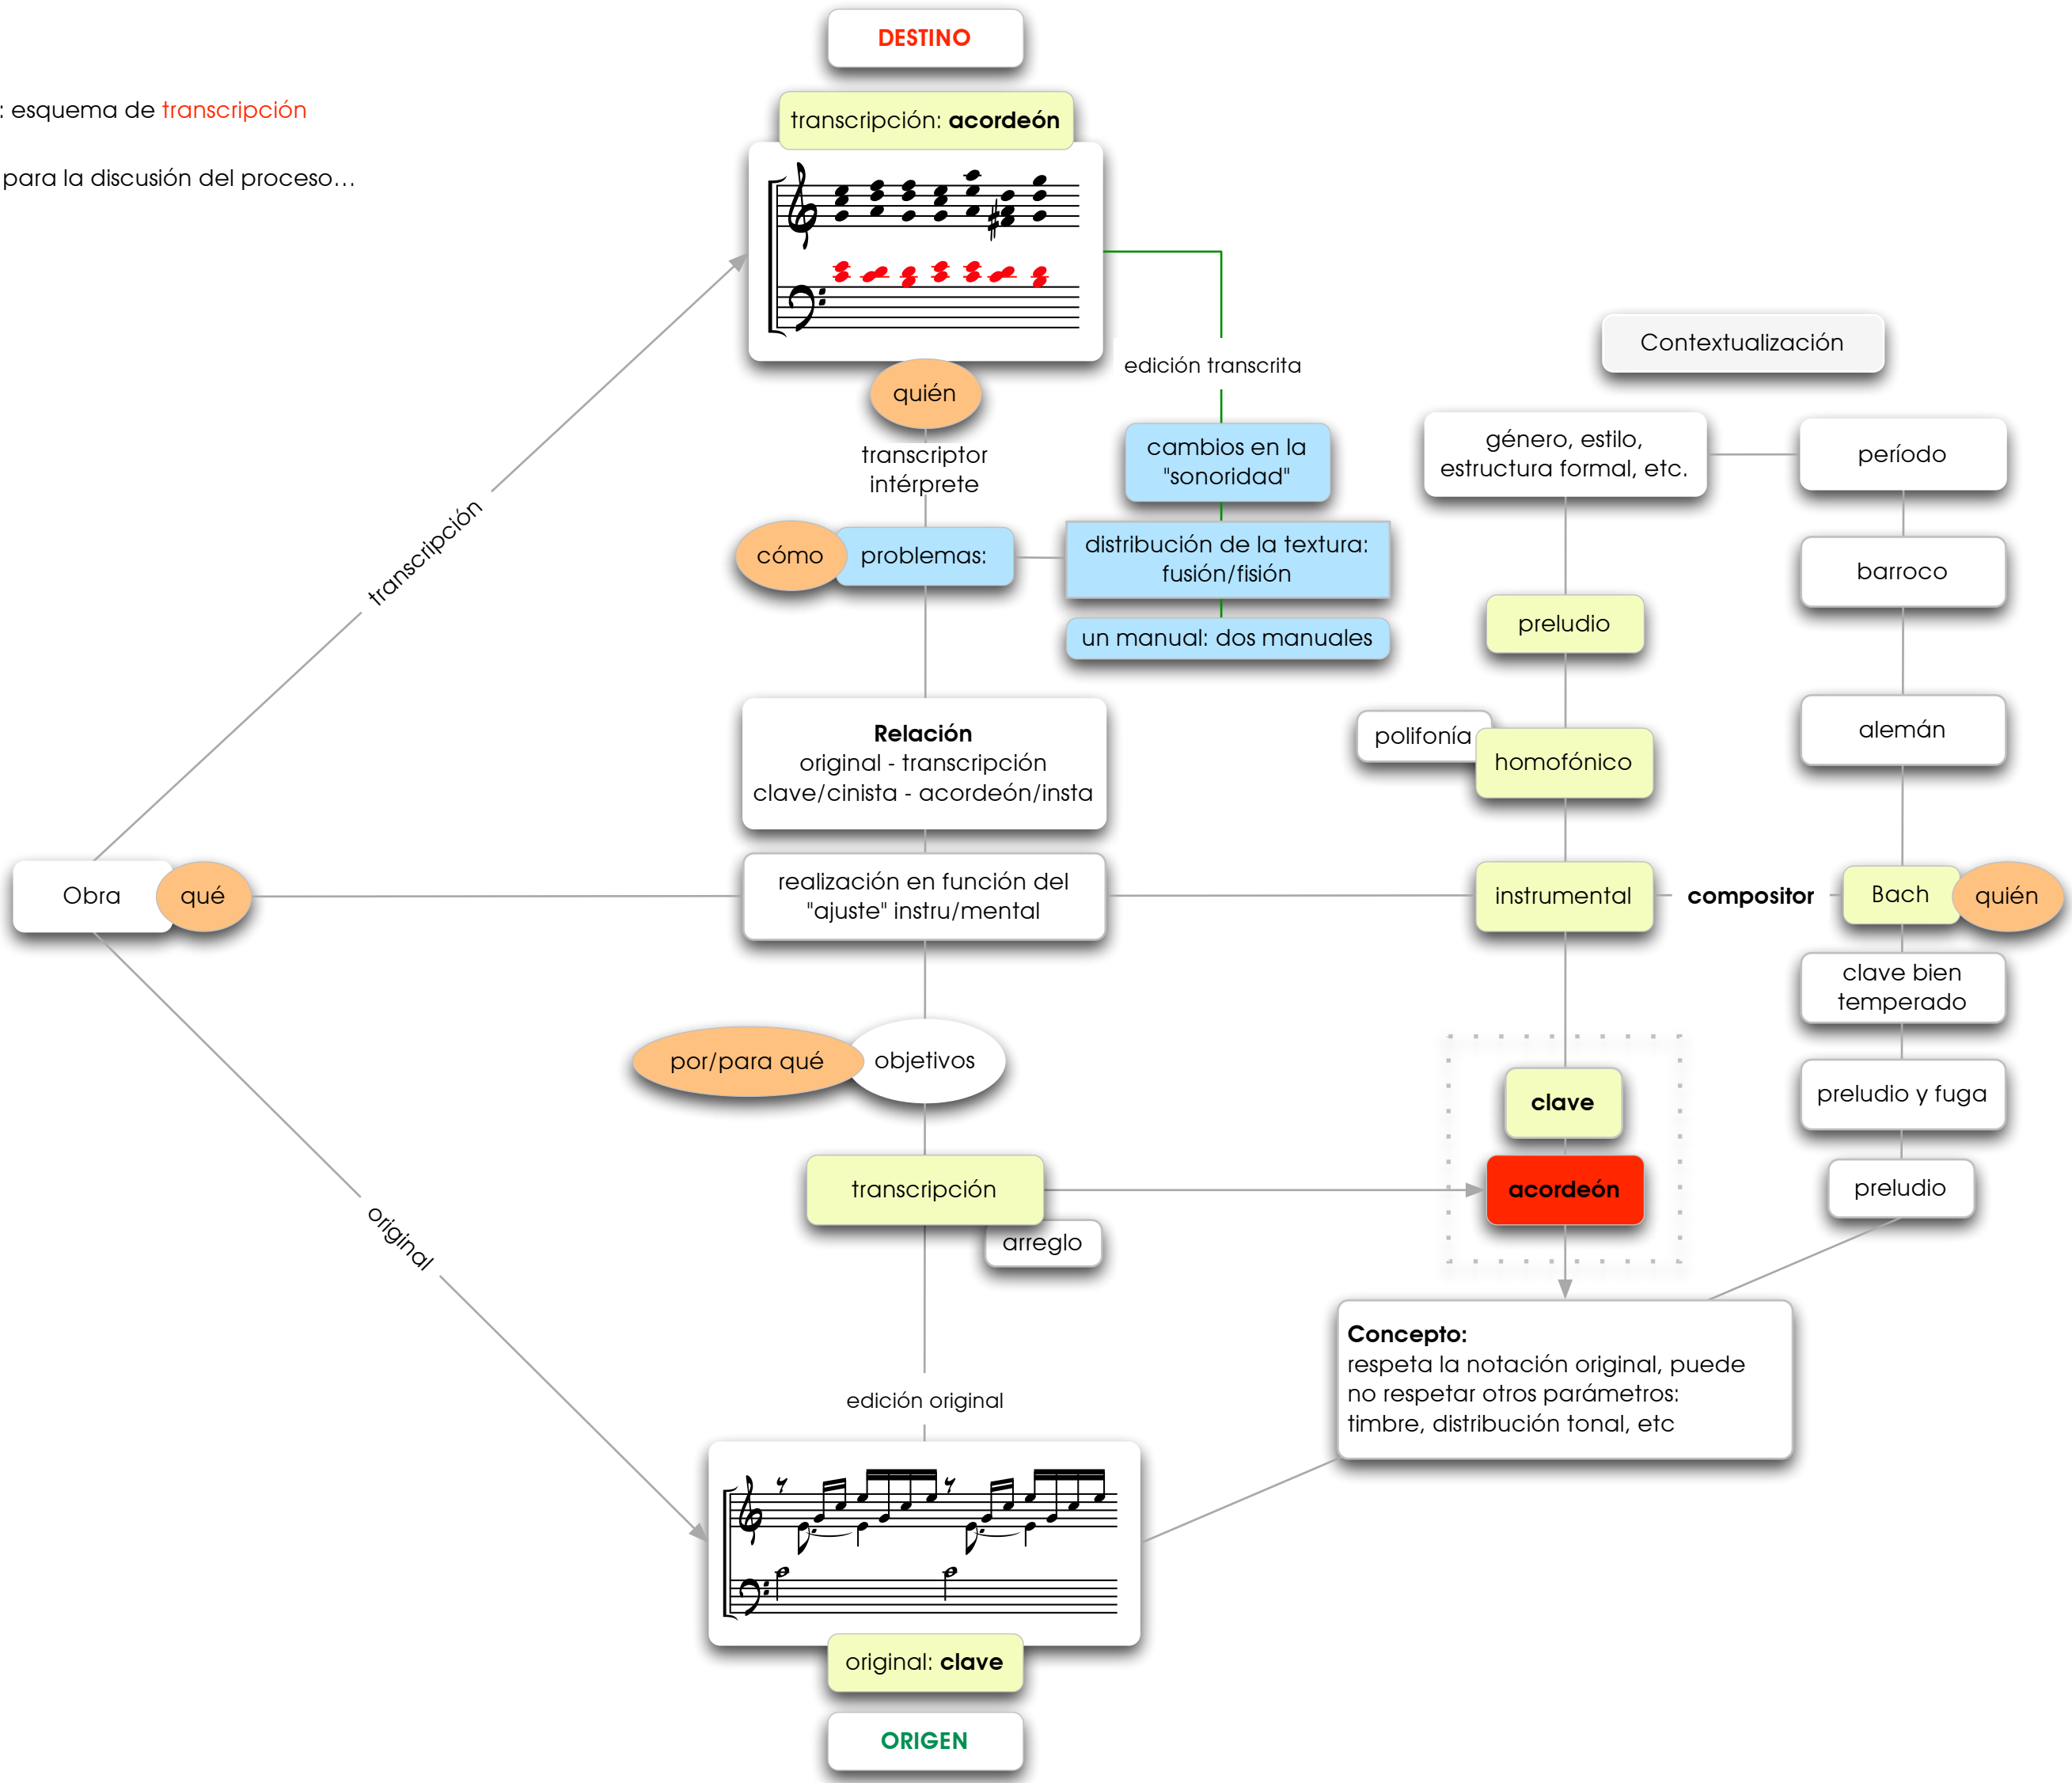 DESTINO
: esquema de transcripción
para la discusión del proceso...
transcripción: acordeón
edición transcrita
quién
transcriptor
intérprete
cómo
problemas:
cambios en la
"sonoridad"
distribución de la textura:
fusión/fisión
un manual: dos manuales
Contextualización
género, estilo,
estructura formal, etc.
período
barroco
preludio
alemán
polifonía
homofónico
transcripción
Relación
original - transcripción
clave/cinista - acordeón/insta
Obra
qué
realización en función del
"ajuste" instru/mental
instrumental
compositor
Bach
quién
clave bien
temperado
preludio y fuga
preludio
por/para qué
objetivos
clave
acordeón
transcripción
arreglo
original
Concepto:
respeta la notación original, puede
no respetar otros parámetros:
timbre, distribución tonal, etc
edición original
original: clave
ORIGEN